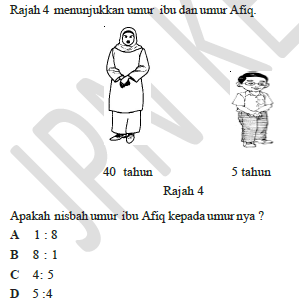 Rajah 4 menunjukkan umur ibu dan umur Afiq.
40 tahun 5 tahun
Rajah 4
Apakah nisbah umur ibu Afiq kepada umur nya ?
A 1 : 8
B 8 : 1
C 4: 5
D 5 :4